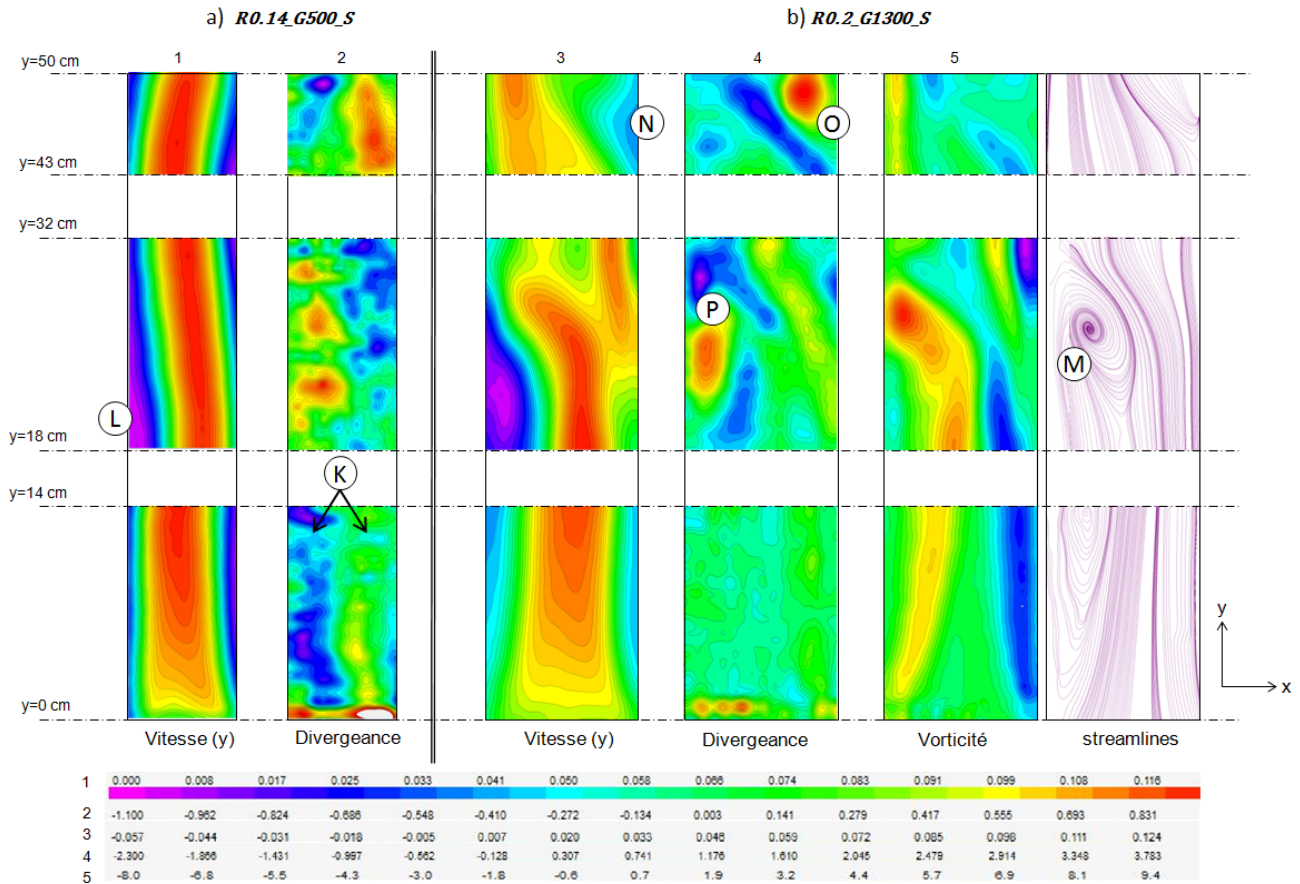 a) R0.14_G500_S
b) R0.2_G1300_S
1 2 3 4 5
y=50 cm
N
O
y=43 cm
y=32 cm
P
M
L
y=18 cm
K
y=14 cm
y
x
y=0 cm
Vitesse (y) Divergeance Vitesse (y) Divergeance Vorticité streamlines
1 0.000 0.008 0.017 0.025 0.033 0.041 0.050 0.058 0.066 0.074 0.083 0.091 0.099 0.108 0.116
2 -1.100 -0.962 -0.824 -0.686 -0.548 -0.410 -0.272 -0.134 0.003 0.141 0.279 0.417 0.555 0.693 0.831
3 -0.057 -0.044 -0.031 -0.018 -0.005 0.007 0.020 0.033 0.046 0.059 0.072 0.085 0.098 0.111 0.124
4 -2.300 -1.866 -1.431 -0.997 -0.562 -0.128 0.307 0.741 1.176 1.610 2.045 2.479 2.914 3.348 3.783
5 -8.0 -6.8 -5.5 -4.3 -3.0 -1.8 -0.6 0.7 1.9 3.2 4.4 5.7 6.9 8.1 9.4